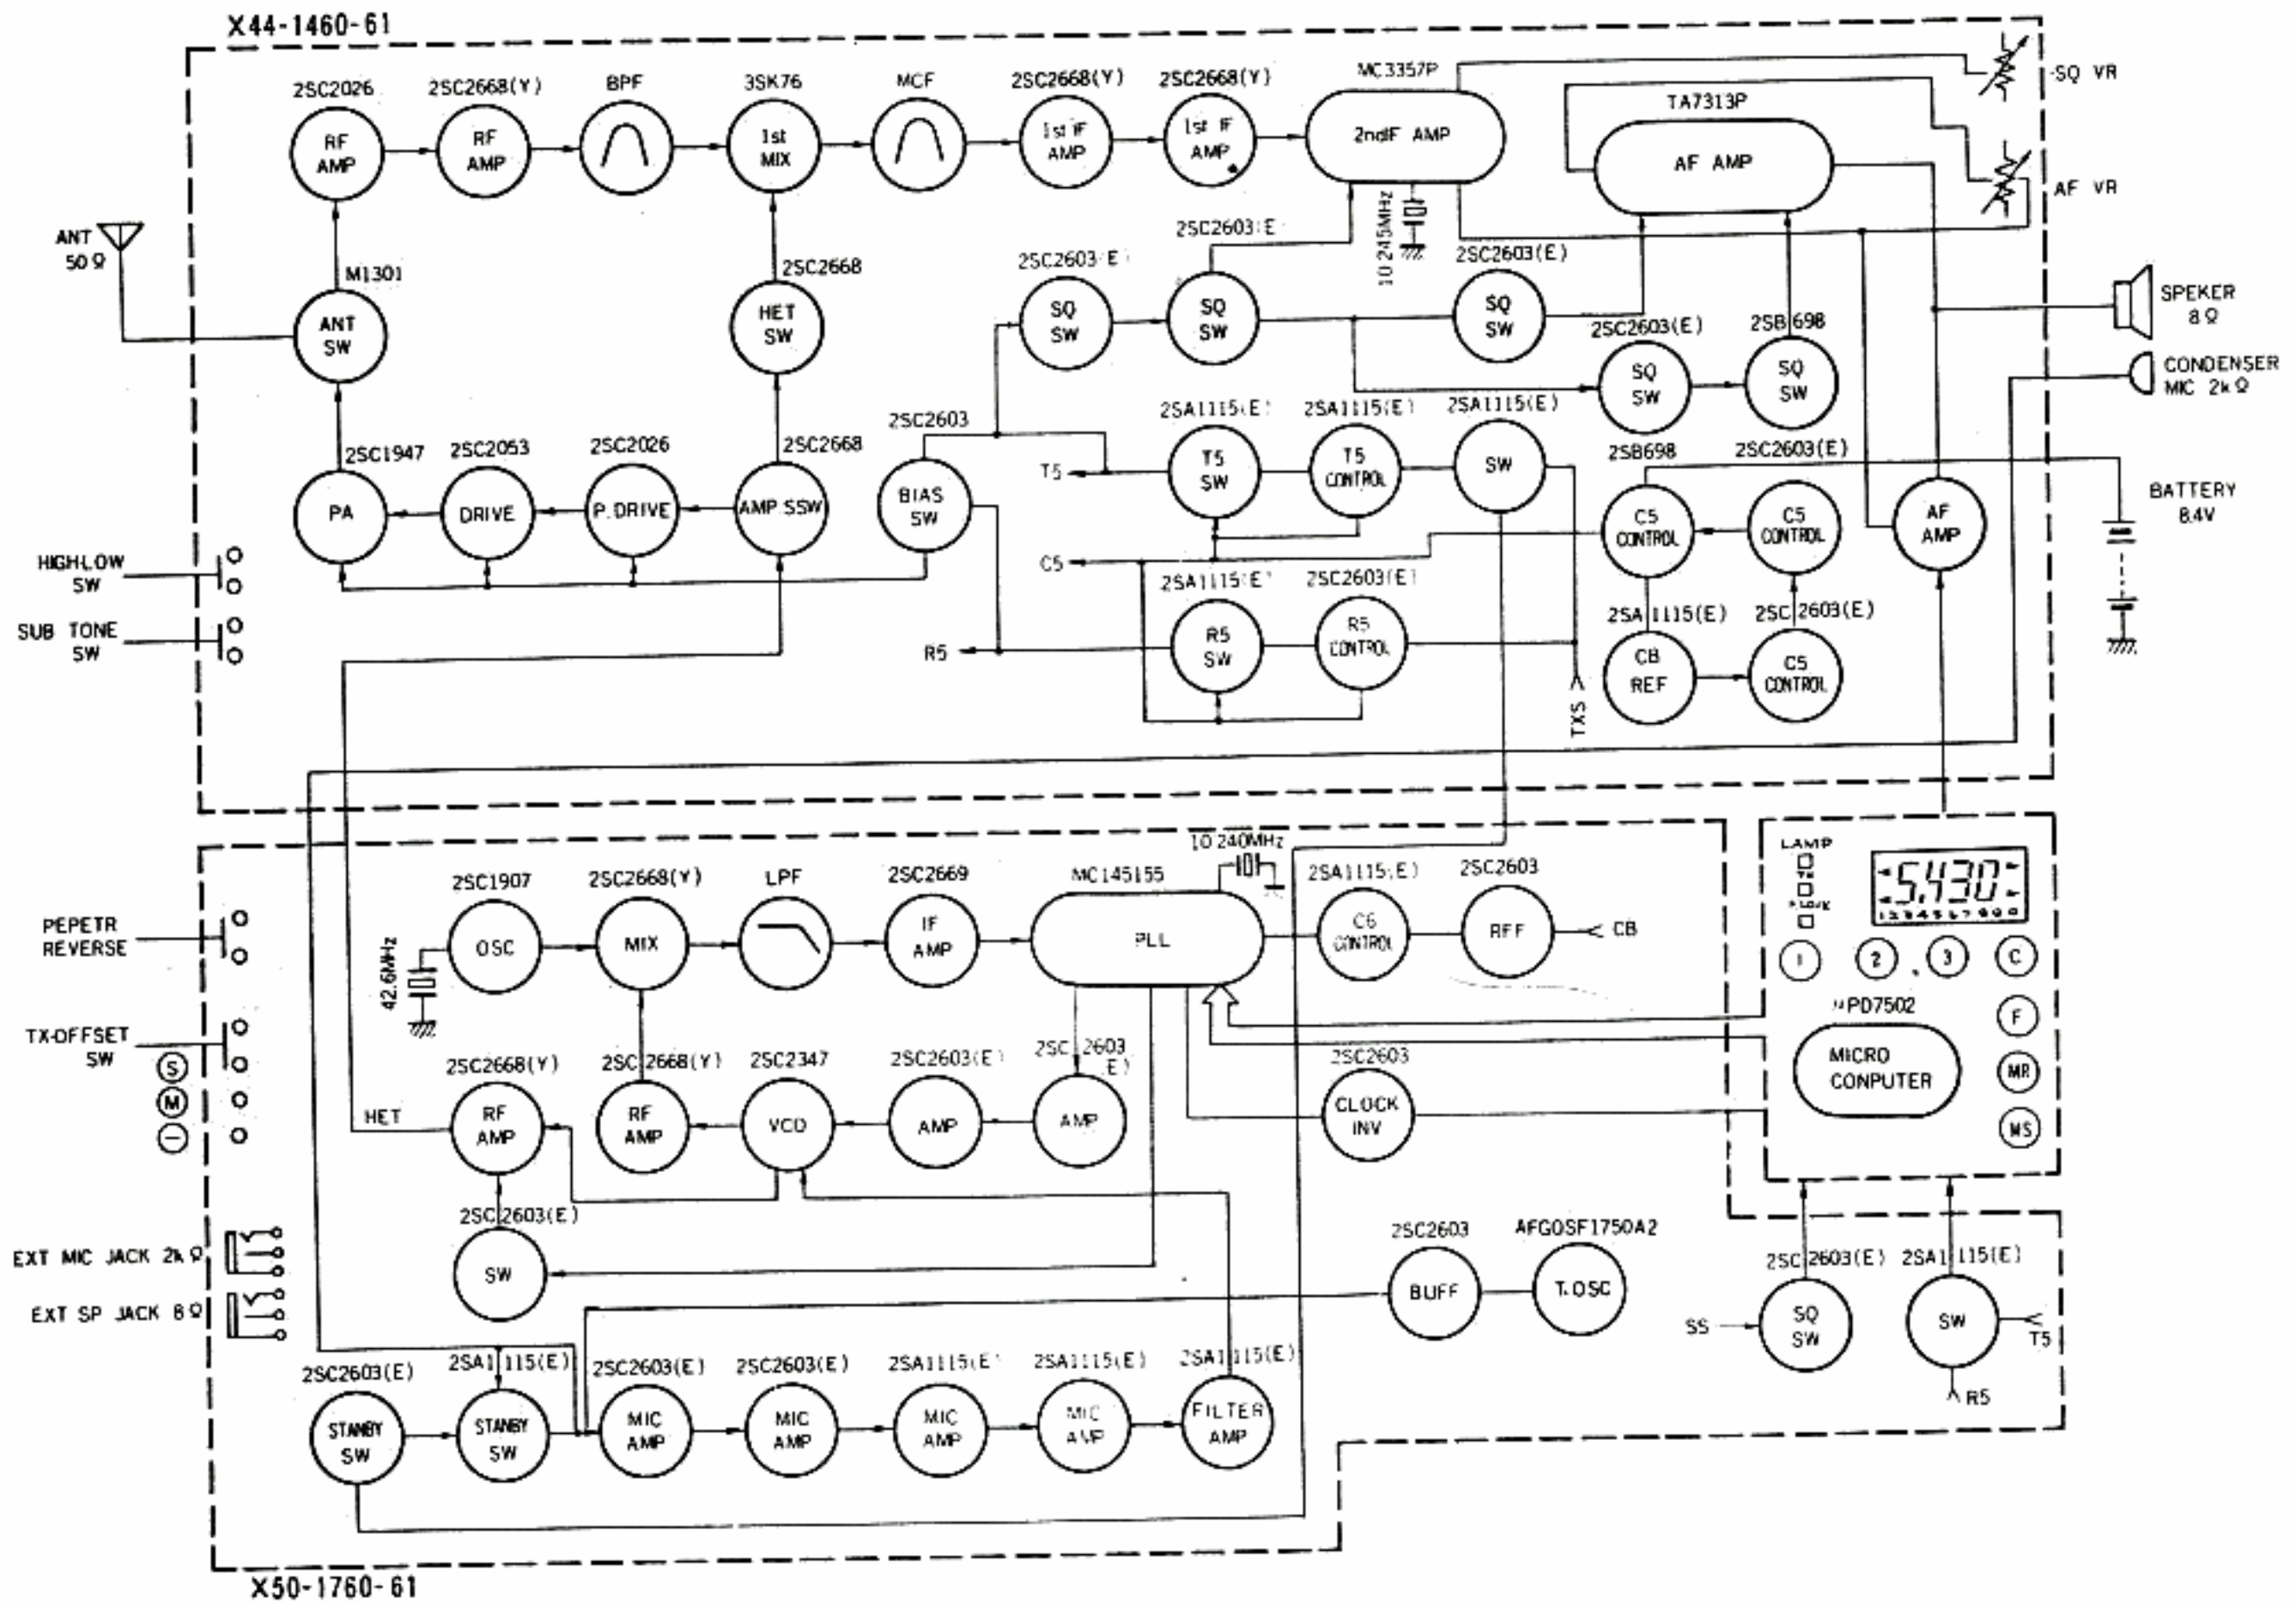 X44-1460-61
2SC2026
RF
AMP
2SC2668(Y)
RF
AMP
BPF
3SK76
1st
MIX
MCF
2SC2668(Y)
1st IF
AMP
2SC2668(Y)
1st IF
AMP
MC3357P
2ndIF AMP
10 245MHz
TA7313P
AF AMP
SQ VR
AF VR
ANT
50Ω
M1301
ANT
SW
2SC2668
HET
SW
2SC2603(E)
SQ
SW
2SC2603(E)
SQ
SW
2SC2603(E)
SQ
SW
2SC2603(E)
SQ
SW
2SB698
SQ
SW
SPEKER
8Ω
CONDENSER
MIC 2kΩ
2SC1947
PA
2SC2053
DRIVE
2SC2026
P.DRIVE
2SC2668
AMP.SSW
2SC2603
BIAS
SW
T5
2SA1115(E)
T5
SW
2SA1115(E)
T5
CONTROL
2SA1115(E)
SW
2SB698
C5
CONTROL
2SC2603(E)
C5
CONTROL
AF
AMP
BATTERY
8.4V
HIGH-LOW
SW
SUB TONE
SW
C5
2SA1115(E)
R5
SW
2SC2603(E)
R5
CONTROL
R5
TXS
2SA1115(E)
CB
REF
2SC2603(E)
C5
CONTROL
PEPETR
REVERSE
TX-OFFSET
SW
S
M
−
42.6MHz
2SC1907
OSC
2SC2668(Y)
MIX
LPF
2SC2669
IF
AMP
MC145155
PLL
10 240MHz
2SA1115(E)
C6
CONTROL
2SC2603
REF
CB
LAMP
5.430
1 2 3 C
μPD7502
MICRO
CONPUTER
F
MR
MS
HET
2SC2668(Y)
RF
AMP
2SC2668(Y)
RF
AMP
2SC2347
VCO
2SC2603(E)
AMP
2SC2603
(E)
AMP
2SC2603
CLOCK
INV
2SC2603(E)
SW
EXT MIC JACK 2kΩ
EXT SP JACK 8Ω
2SC2603
BUFF
AFGOSF1750A2
T.OSC
SS
2SC2603(E)
SQ
SW
2SA1115(E)
SW
T5
R5
2SC2603(E)
STANBY
SW
2SA1115(E)
STANBY
SW
2SC2603(E)
MIC
AMP
2SC2603(E)
MIC
AMP
2SA1115(E)
MIC
AMP
2SA1115(E)
MIC
AMP
2SA1115(E)
FILTER
AMP
X50-1760-61